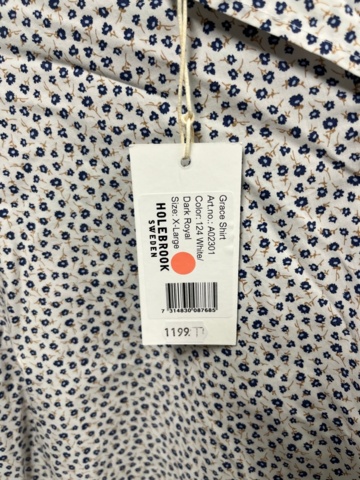 Grace Shirt
Art.no.: A02301
Color: 124 White/
Dark Royal
Size: X-Large
HOLEBROOK
SWEDEN
7 314830 087685
1199